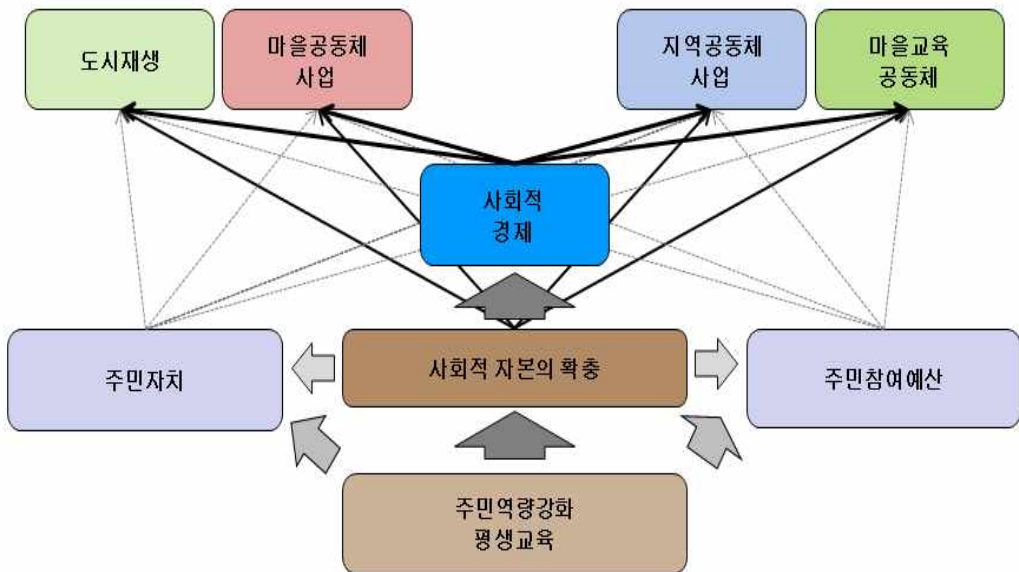 도시재생
마을공동체
사업
지역공동체
사업
마을교육
공동체
사회적
경제
주민자치
사회적 자본의 확충
주민참여예산
주민역량강화
평생교육